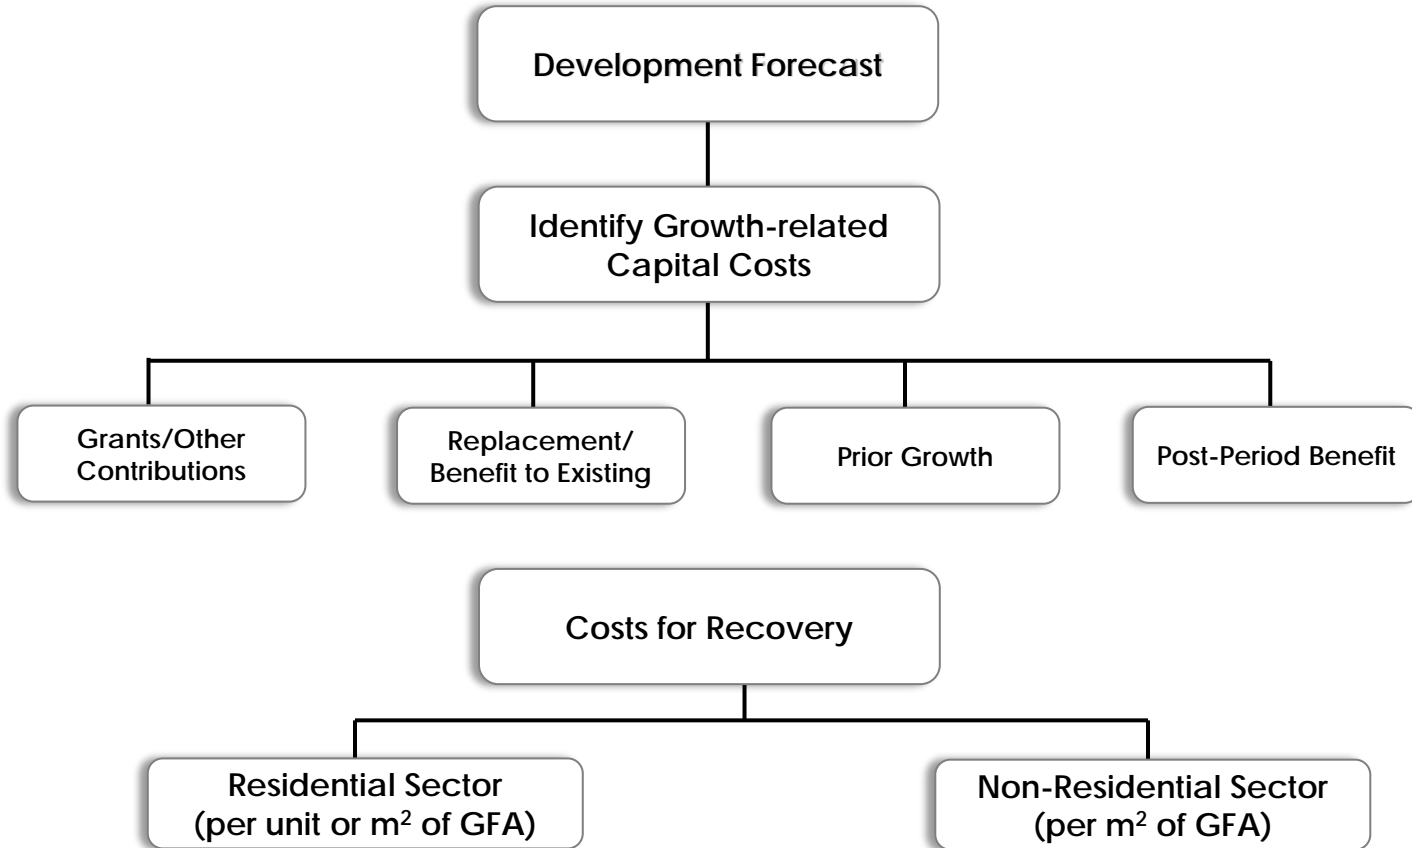 Development Forecast
Identify Growth-related
Capital Costs
Grants/Other
Contributions
Replacement/
Benefit to Existing
Prior Growth
Post-Period Benefit
Costs for Recovery
Residential Sector
(per unit or m² of GFA)
Non-Residential Sector
(per m² of GFA)